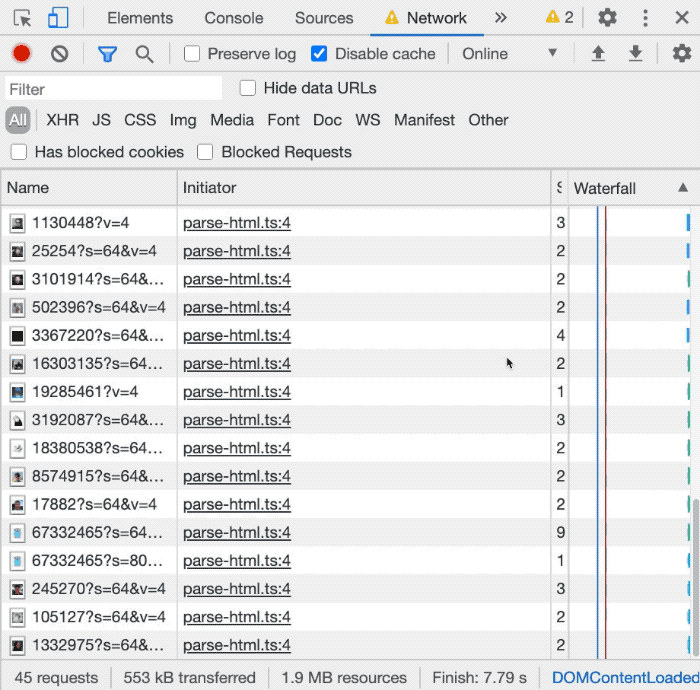 Elements Console Sources Network 2
Preserve log Disable cache Online
Filter Hide data URLs
All XHR JS CSS Img Media Font Doc WS Manifest Other
Has blocked cookies Blocked Requests
Name Initiator S Waterfall
1130448?v=4 parse-html.ts:4 3
25254?s=64&v=4 parse-html.ts:4 2
3101914?s=64&... parse-html.ts:4 2
502396?s=64&v=4 parse-html.ts:4 2
3367220?s=64&... parse-html.ts:4 4
16303135?s=64... parse-html.ts:4 2
19285461?v=4 parse-html.ts:4 1
3192087?s=64&... parse-html.ts:4 3
18380538?s=64... parse-html.ts:4 2
8574915?s=64&... parse-html.ts:4 2
17882?s=64&v=4 parse-html.ts:4 2
67332465?s=64... parse-html.ts:4 9
67332465?s=80... parse-html.ts:4 1
245270?s=64&v=4 parse-html.ts:4 3
105127?s=64&v=4 parse-html.ts:4 2
1332975?s=64&... parse-html.ts:4 2
45 requests 553 kB transferred 1.9 MB resources Finish: 7.79 s DOMContentLoaded